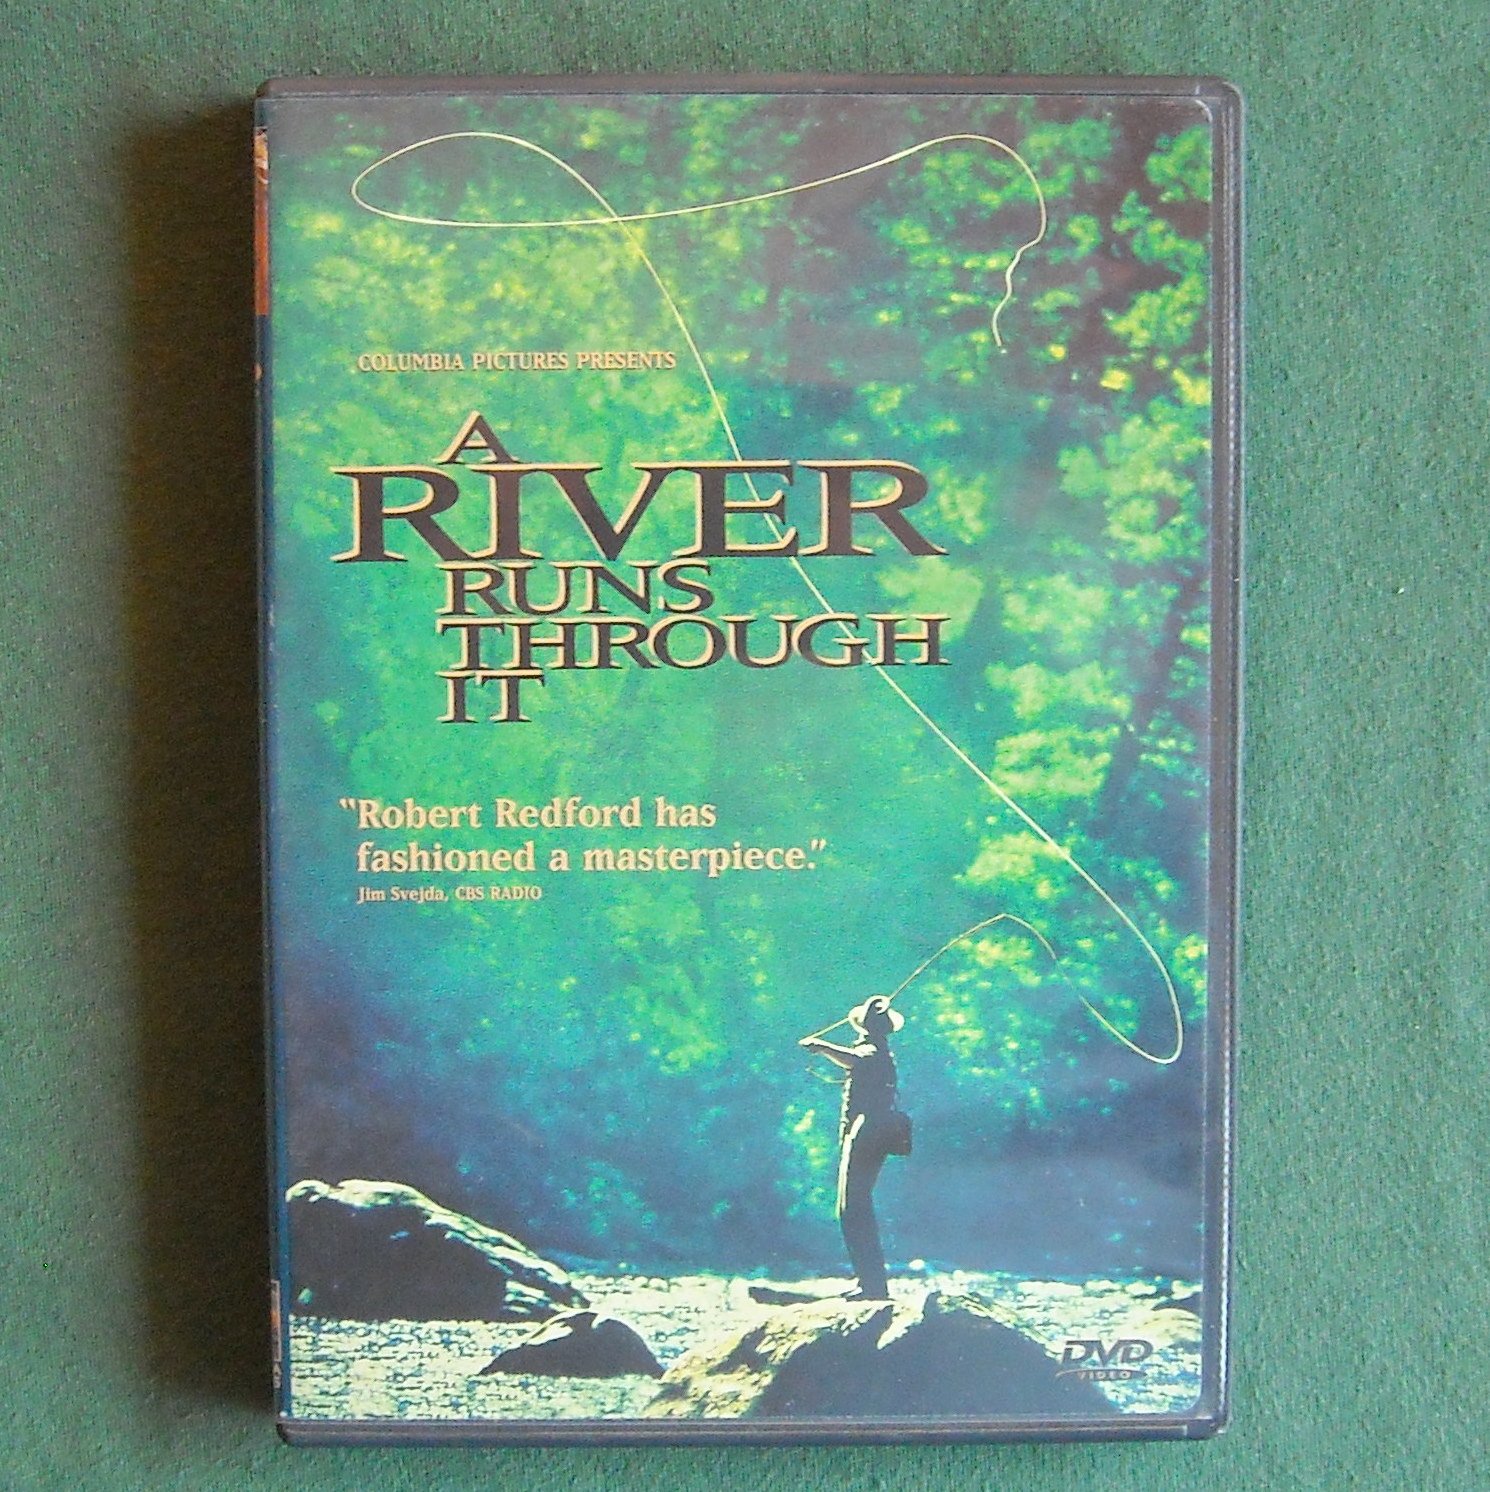 COLUMBIA PICTURES PRESENTS
A
RIVER
RUNS
THROUGH
IT
“Robert Redford has
fashioned a masterpiece.”
Jim Svejda, CBS RADIO
DVD
VIDEO